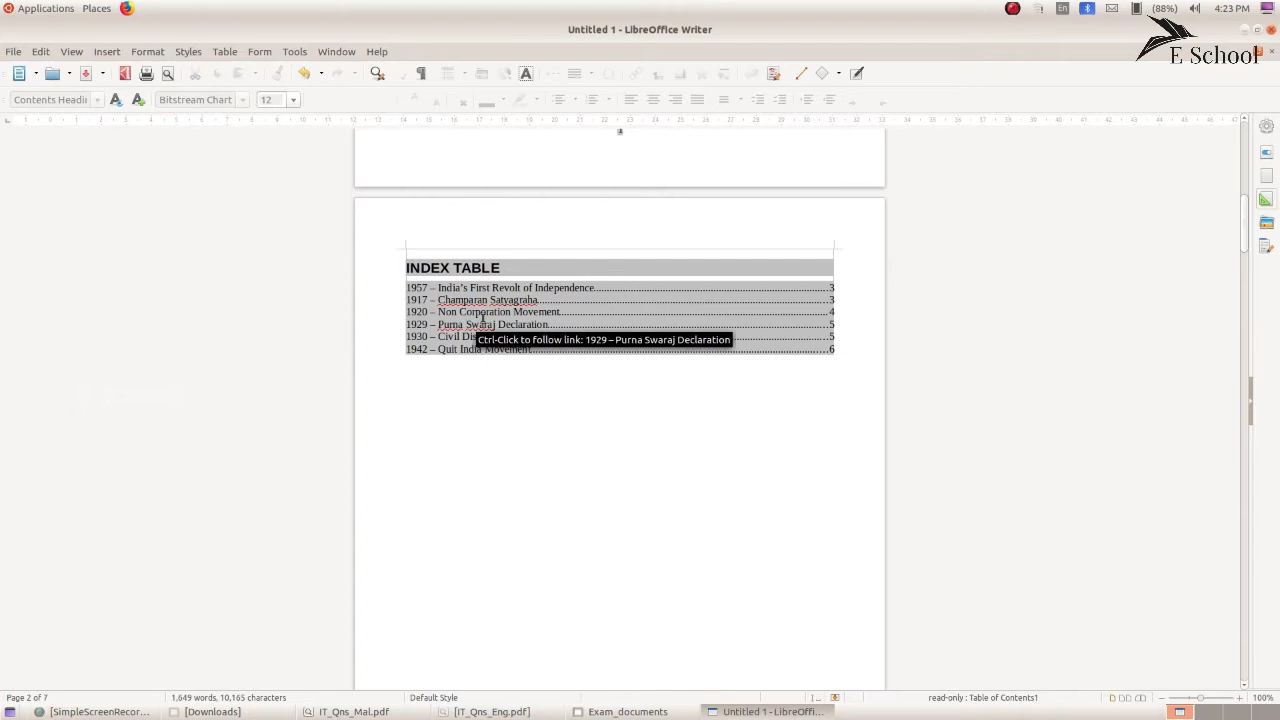 Applications Places En (88%) 4:23 PM
Untitled 1 - LibreOffice Writer
E School
File Edit View Insert Format Styles Table Form Tools Window Help
Contents Headi Bitstream Chart 12
1
INDEX TABLE
1957 – India's First Revolt of Independence 3
1917 – Champaran Satyagraha 3
1920 – Non Corporation Movement 4
1929 – Purna Swaraj Declaration 5
1930 – Civil Dis 5
Ctrl-Click to follow link: 1929 – Purna Swaraj Declaration
1942 – Quit India Movement 6
Page 2 of 7 1,649 words, 10,165 characters Default Style read-only : Table of Contents1 100%
[SimpleScreenRecor... [Downloads] IT_Qns_Mal.pdf [IT_Qns_Eng.pdf] Exam_documents Untitled 1 - LibreOffi...